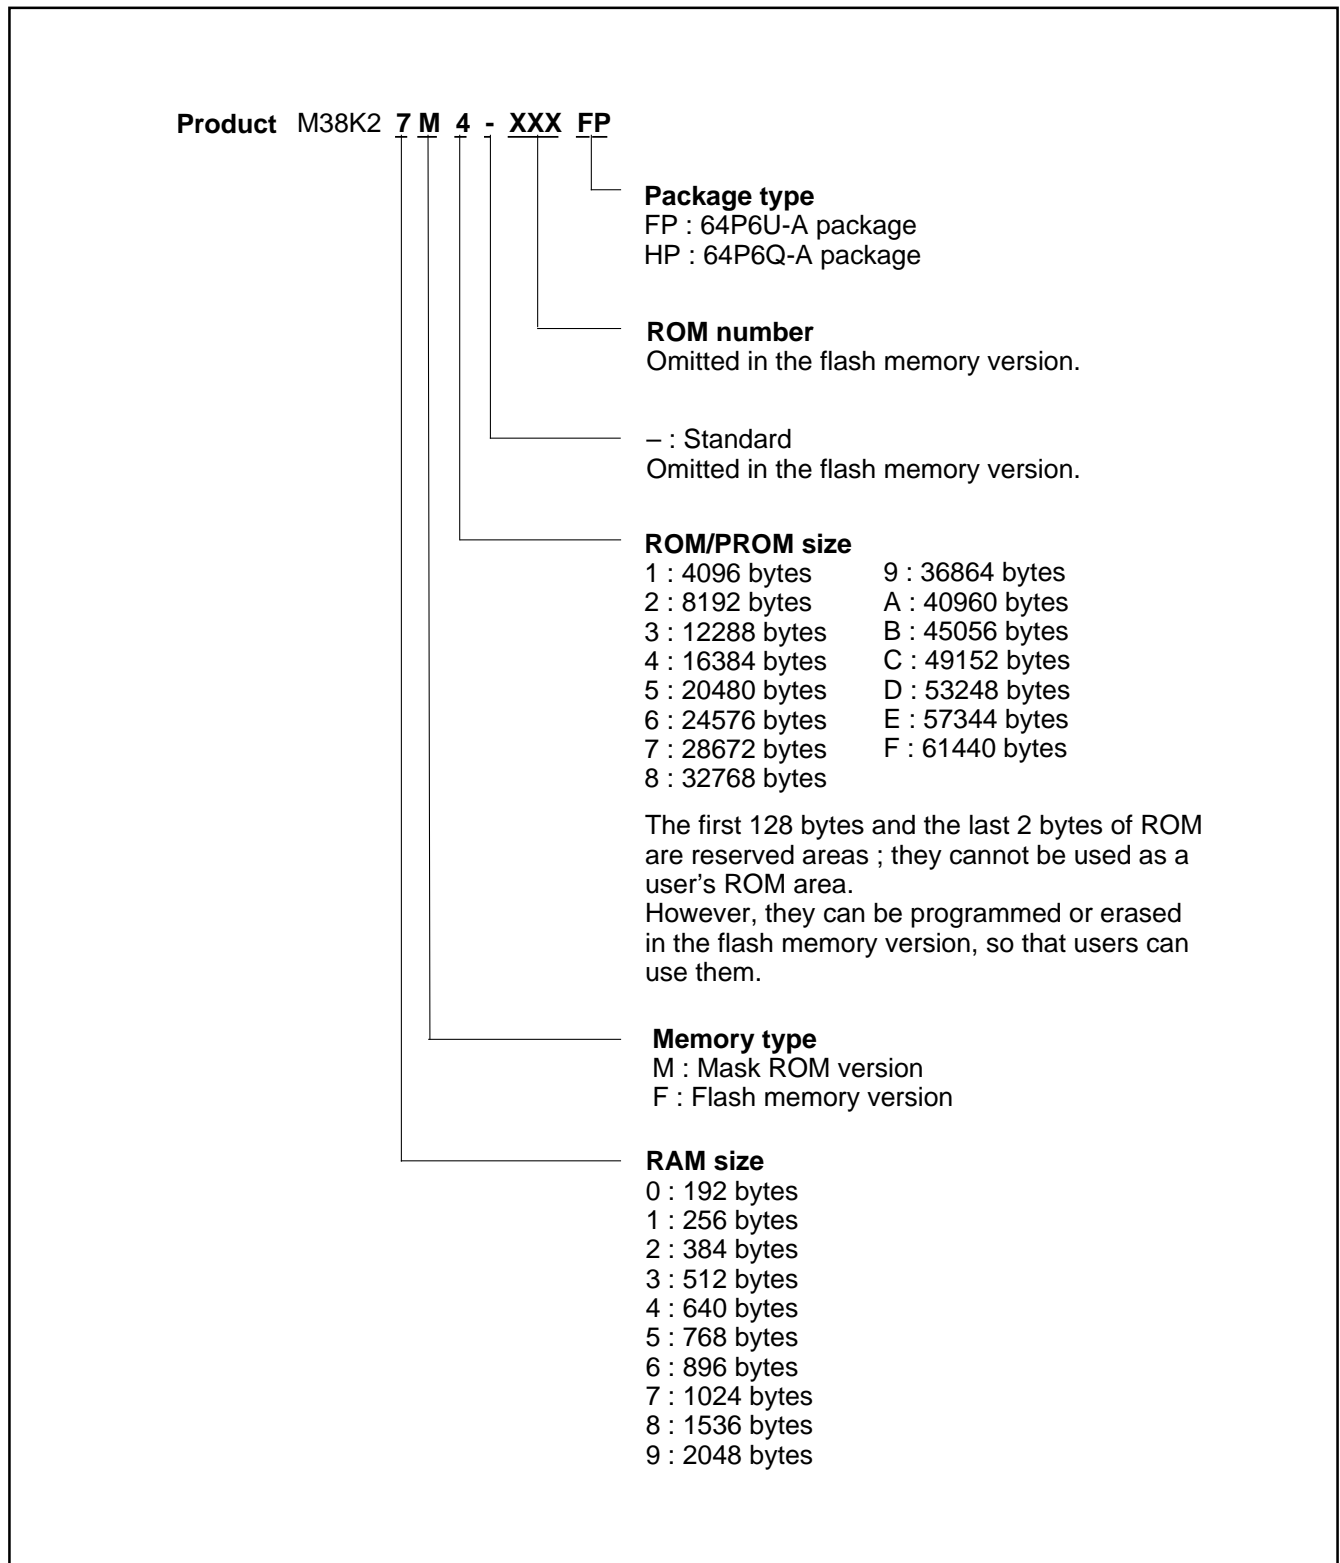 Product M38K2 7 M 4 - XXX FP
Package type
FP : 64P6U-A package
HP : 64P6Q-A package
ROM number
Omitted in the flash memory version.
– : Standard
Omitted in the flash memory version.
ROM/PROM size
1 : 4096 bytes
2 : 8192 bytes
3 : 12288 bytes
4 : 16384 bytes
5 : 20480 bytes
6 : 24576 bytes
7 : 28672 bytes
8 : 32768 bytes
9 : 36864 bytes
A : 40960 bytes
B : 45056 bytes
C : 49152 bytes
D : 53248 bytes
E : 57344 bytes
F : 61440 bytes
The first 128 bytes and the last 2 bytes of ROM
are reserved areas ; they cannot be used as a
user’s ROM area.
However, they can be programmed or erased
in the flash memory version, so that users can
use them.
Memory type
M : Mask ROM version
F : Flash memory version
RAM size
0 : 192 bytes
1 : 256 bytes
2 : 384 bytes
3 : 512 bytes
4 : 640 bytes
5 : 768 bytes
6 : 896 bytes
7 : 1024 bytes
8 : 1536 bytes
9 : 2048 bytes